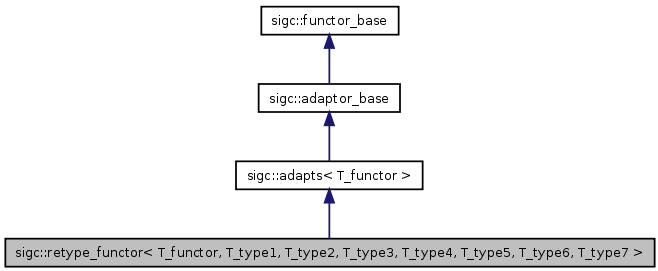 sigc::functor_base
sigc::adaptor_base
sigc::adapts< T_functor >
sigc::retype_functor< T_functor, T_type1, T_type2, T_type3, T_type4, T_type5, T_type6, T_type7 >